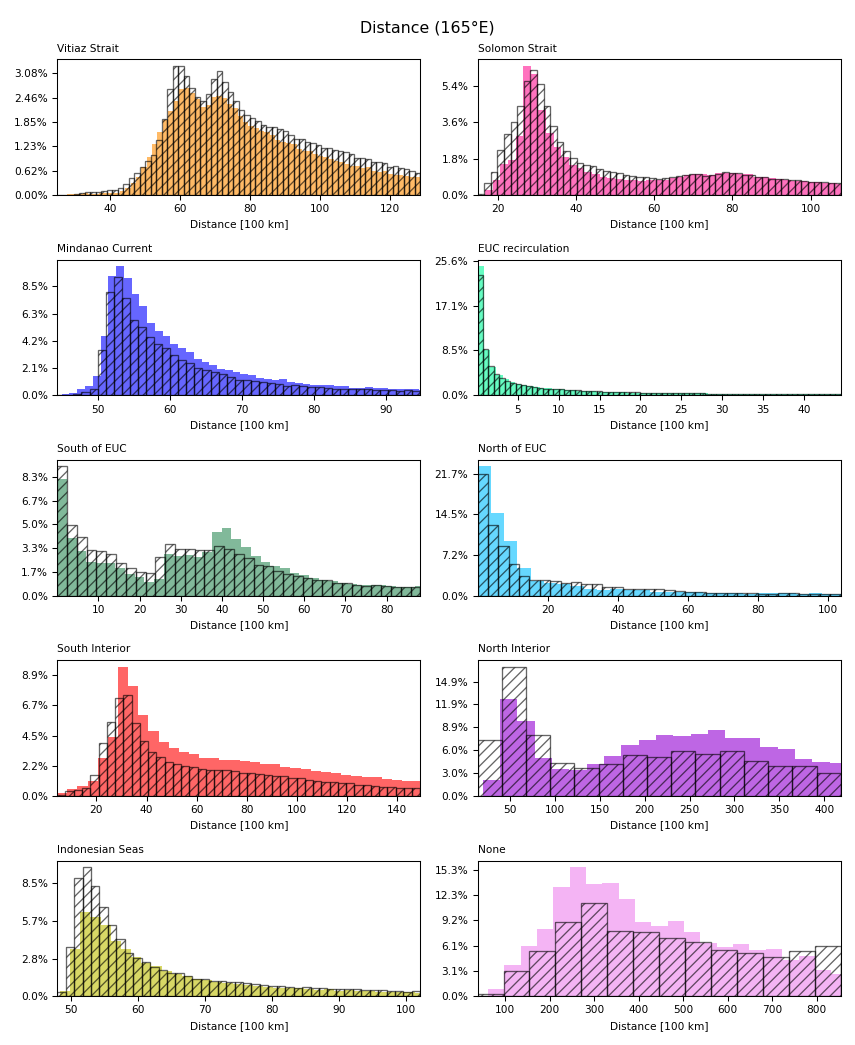 Distance (165°E)
Vitiaz Strait
3.08%
2.46%
1.85%
1.23%
0.62%
0.00%
40 60 80 100 120
Distance [100 km]
Solomon Strait
5.4%
3.6%
1.8%
0.0%
20 40 60 80 100
Distance [100 km]
Mindanao Current
8.5%
6.3%
4.2%
2.1%
0.0%
50 60 70 80 90
Distance [100 km]
EUC recirculation
25.6%
17.1%
8.5%
0.0%
5 10 15 20 25 30 35 40
Distance [100 km]
South of EUC
8.3%
6.7%
5.0%
3.3%
1.7%
0.0%
10 20 30 40 50 60 70 80
Distance [100 km]
North of EUC
21.7%
14.5%
7.2%
0.0%
20 40 60 80 100
Distance [100 km]
South Interior
8.9%
6.7%
4.5%
2.2%
0.0%
20 40 60 80 100 120 140
Distance [100 km]
North Interior
14.9%
11.9%
8.9%
6.0%
3.0%
0.0%
50 100 150 200 250 300 350 400
Distance [100 km]
Indonesian Seas
8.5%
5.7%
2.8%
0.0%
50 60 70 80 90 100
Distance [100 km]
None
15.3%
12.3%
9.2%
6.1%
3.1%
0.0%
100 200 300 400 500 600 700 800
Distance [100 km]